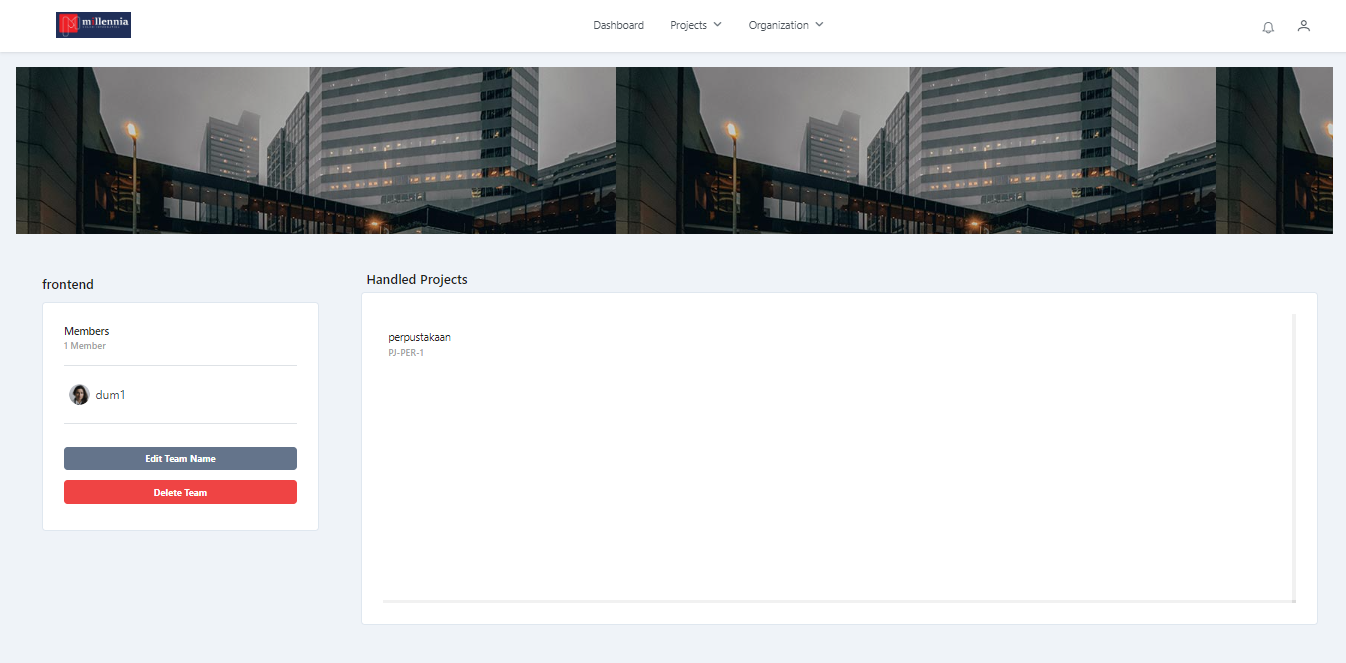 millennia
Dashboard
Projects
Organization
frontend
Members
1 Member
dum1
Edit Team Name
Delete Team
Handled Projects
perpustakaan
PJ-PER-1